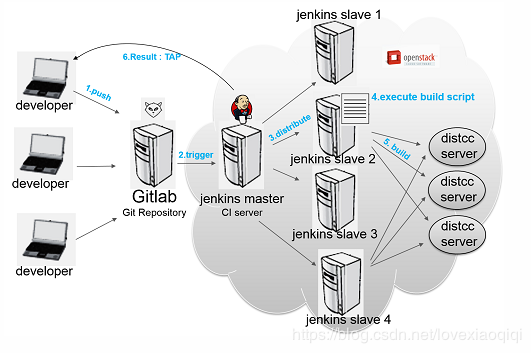 jenkins slave 1
6.Result : TAP
openstack
1.push
developer
4.execute build script
3.distribute
2.trigger
jenkins slave 2
5. build
distcc
server
developer
Gitlab
Git Repository
jenkins master
CI server
distcc
server
jenkins slave 3
distcc
server
developer
jenkins slave 4
https://blog.csdn.net/lovexiaoqiqi